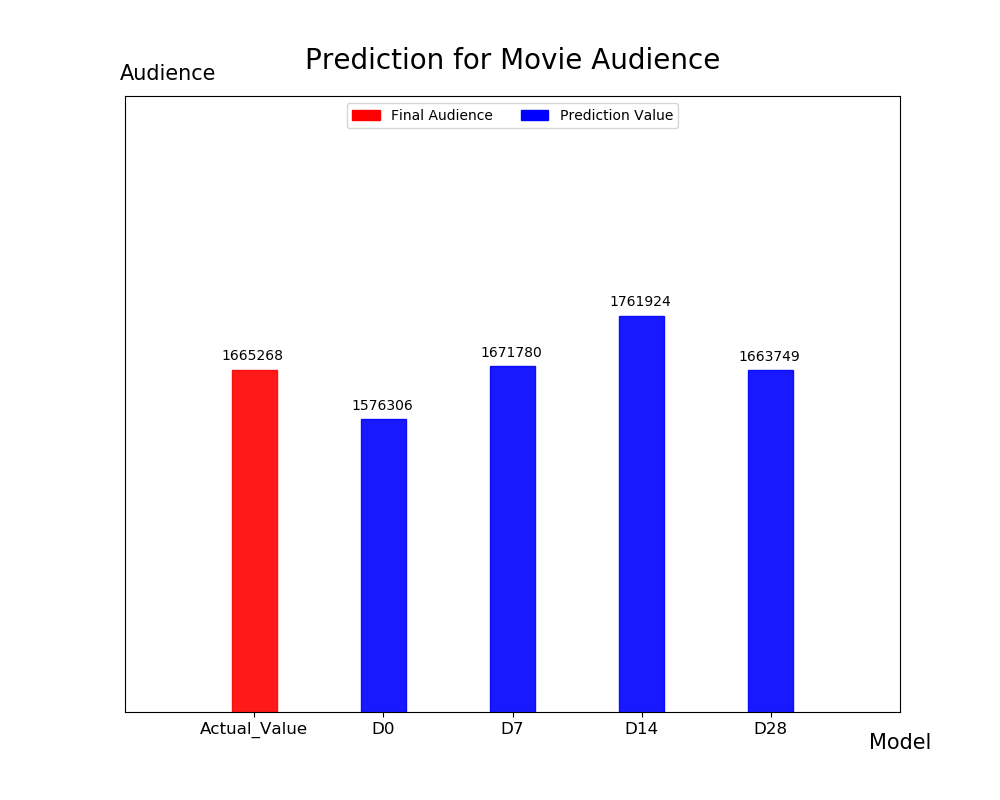 Prediction for Movie Audience
Audience
Final Audience Prediction Value
1761924
1671780
1665268
1663749
1576306
Actual_Value D0 D7 D14 D28
Model